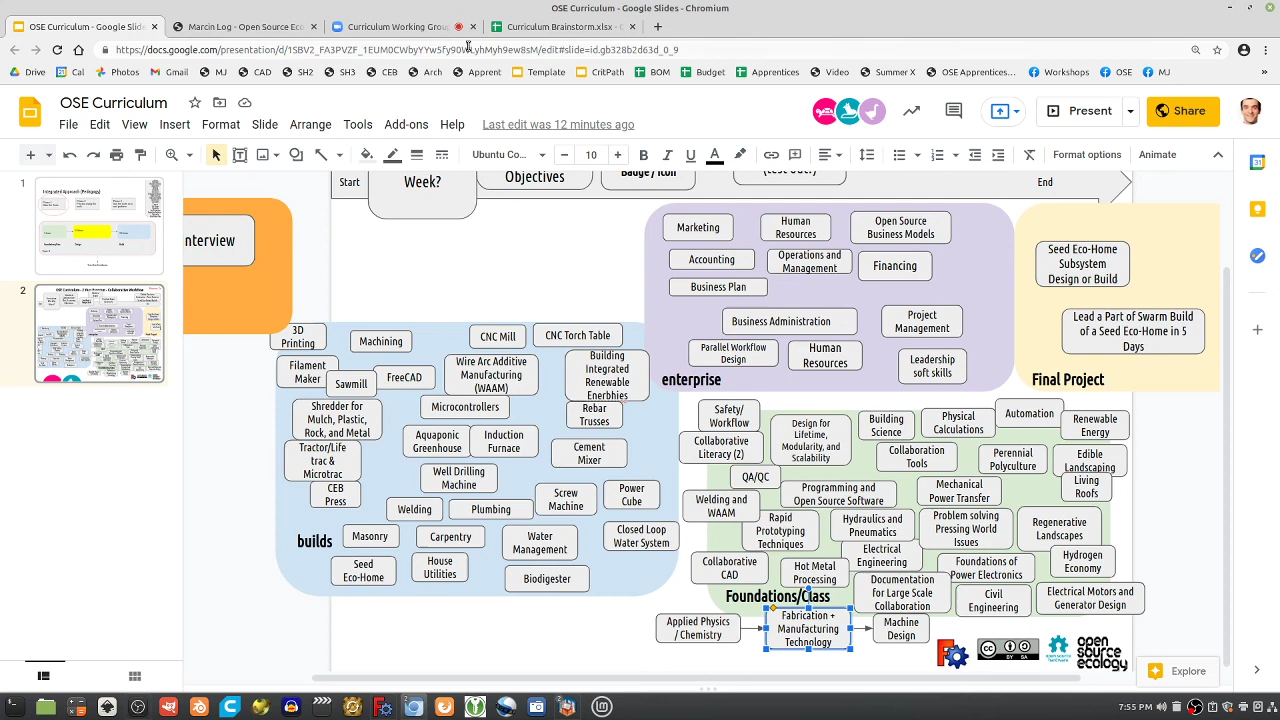 OSE Curriculum - Google Slides - Chromium
OSE Curriculum - Google Slid
Marcin Log - Open Source Eco
Curriculum Working Grou
Curriculum Brainstorm.xlsx - G
File Edit View Insert Format Slide Arrange Tools Add-ons Help
OSE Curriculum
Last edit was 12 minutes ago
Present
Share
Drive Cal Photos MJ CAD SH2 SH3 CEB Arch Apprent Template CritPath BOM Budget Apprentices Video Summer X OSE Apprentices... Workshops OSE MJ
Ubuntu Co...
10
Format options
Animate
1
Integrated Approach (Pedagogy)
2
Start
Week?
Objectives
Badge / Icon
(test out?)
End
Interview
Marketing
Human
Resources
Open Source
Business Models
Accounting
Operations and
Management
Financing
Business Plan
Business Administration
Project
Management
Parallel Workflow
Design
Human
Resources
Leadership
soft skills
enterprise
Seed Eco-Home
Subsystem
Design or Build
Lead a Part of Swarm Build
of a Seed Eco-Home in 5
Days
Final Project
3D
Printing
Machining
CNC Mill
CNC Torch Table
Filament
Maker
Sawmill
FreeCAD
Wire Arc Additive
Manufacturing
(WAAM)
Building
Integrated
Renewable
Enerbhies
Shredder for
Mulch, Plastic,
Rock, and Metal
Microcontrollers
Rebar
Trusses
Tractor/Life
trac &
Microtrac
Aquaponic
Greenhouse
Induction
Furnace
Cement
Mixer
CEB
Press
Well Drilling
Machine
Screw
Machine
Power
Cube
Welding
Plumbing
Masonry
Carpentry
Water
Management
Closed Loop
Water System
builds
Seed
Eco-Home
House
Utilities
Biodigester
Safety/
Workflow
Design for
Lifetime,
Modularity, and
Scalability
Building
Science
Physical
Calculations
Automation
Renewable
Energy
Collaborative
Literacy (2)
Collaboration
Tools
Perennial
Polyculture
Edible
Landscaping
QA/QC
Programming and
Open Source Software
Mechanical
Power Transfer
Living
Roofs
Welding and
WAAM
Rapid
Prototyping
Techniques
Hydraulics and
Pneumatics
Problem solving
Pressing World
Issues
Regenerative
Landscapes
Collaborative
CAD
Hot Metal
Processing
Electrical
Engineering
Foundations of
Power Electronics
Hydrogen
Economy
Foundations/Class
Documentation
for Large Scale
Collaboration
Civil
Engineering
Electrical Motors and
Generator Design
Applied Physics
/ Chemistry
Fabrication +
Manufacturing
Technology
Machine
Design
BY SA
open
source
ecology
Explore
7:55 PM